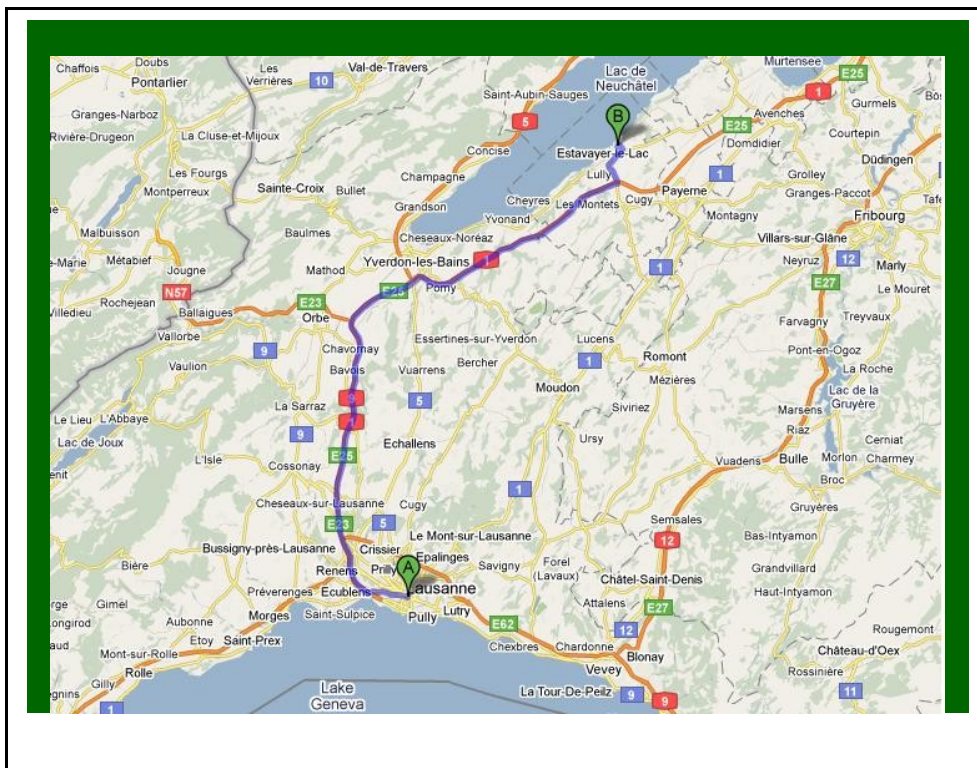 Chaffois
Doubs
Pontarlier
Les
Verrières
10
Val-de-Travers
Lac de
Neuchâtel
Murtensee
E25
1
Saint-Aubin-Sauges
5
Gurmels
Granges-Narboz
Avenches
E25
Rivière-Drugeon
La Cluse-et-Mijoux
Concise
B
Domdidier
Courtepin
Estavayer-le-Lac
Düdingen
Les Fourgs
Montperreux
Sainte-Croix
Bullet
Champagne
Lully
1
Grolley
Payerne
Granges-Paccot
Grandson
Cheyres
Les Montets
Cugy
Yvonand
Montagny
Fribourg
Malbuisson
Baulmes
Cheseaux-Noréaz
Villars-sur-Glâne
Métabief
Jougne
Mathod
Yverdon-les-Bains
1
1
Neyruz
12
Marly
E27
Le Mouret
N57
Rochejean
Ballaigues
E23
Orbe
E25
Pomy
Vallorbe
Farvagny
Treyvaux
Essertines-sur-Yverdon
Lucens
9
Chavornay
Vaulion
Bavois
Vuarrens
Bercher
1
Romont
Pont-en-Ogoz
La Roche
Moudon
Mézières
Lac de la
Gruyère
9
5
La Sarraz
Siviriez
Marsens
Le Lieu
L'Abbaye
Riaz
Lac de Joux
9
Echallens
Ursy
Cerniat
E25
L'Isle
Cossonay
Vuadens
Bulle
Morlon
Charmey
Broc
1
Cheseaux-sur-Lausanne
Cugy
Gruyères
E23
5
Semsales
Le Mont-sur-Lausanne
12
Bas-Intyamon
Bussigny-près-Lausanne
Crissier
Epalinges
Bière
Renens
Prilly
A
Savigny
Forel
(Lavaux)
Grandvillard
Châtel-Saint-Denis
Haut-Intyamon
Préverenges
Ecublens
Lausanne
Gimel
Attalens
E27
Morges
Saint-Sulpice
Pully
Lutry
Aubonne
E62
12
Rougemont
Etoy
Saint-Prex
Chexbres
Chardonne
Blonay
Château-d'Oex
Mont-sur-Rolle
Rolle
Vevey
Rossinière
Gilly
Lake
Geneva
La Tour-De-Peilz
9
9
11
1